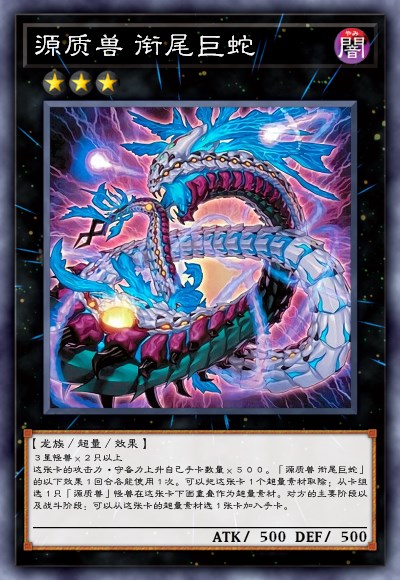 源质兽 衔尾巨蛇
やみ
闇
【龙族／超量／效果】
3星怪兽×2只以上
这张卡的攻击力·守备力上升自己手卡数量×500。「源质兽 衔尾巨蛇」
的以下效果1回合各能使用1次。可以把这张卡1个超量素材取除；从卡组
选1只「源质兽」怪兽在这张卡下面重叠作为超量素材。对方的主要阶段以
及战斗阶段；可以从这张卡的超量素材选1张卡加入手卡。
ATK/ 500 DEF/ 500